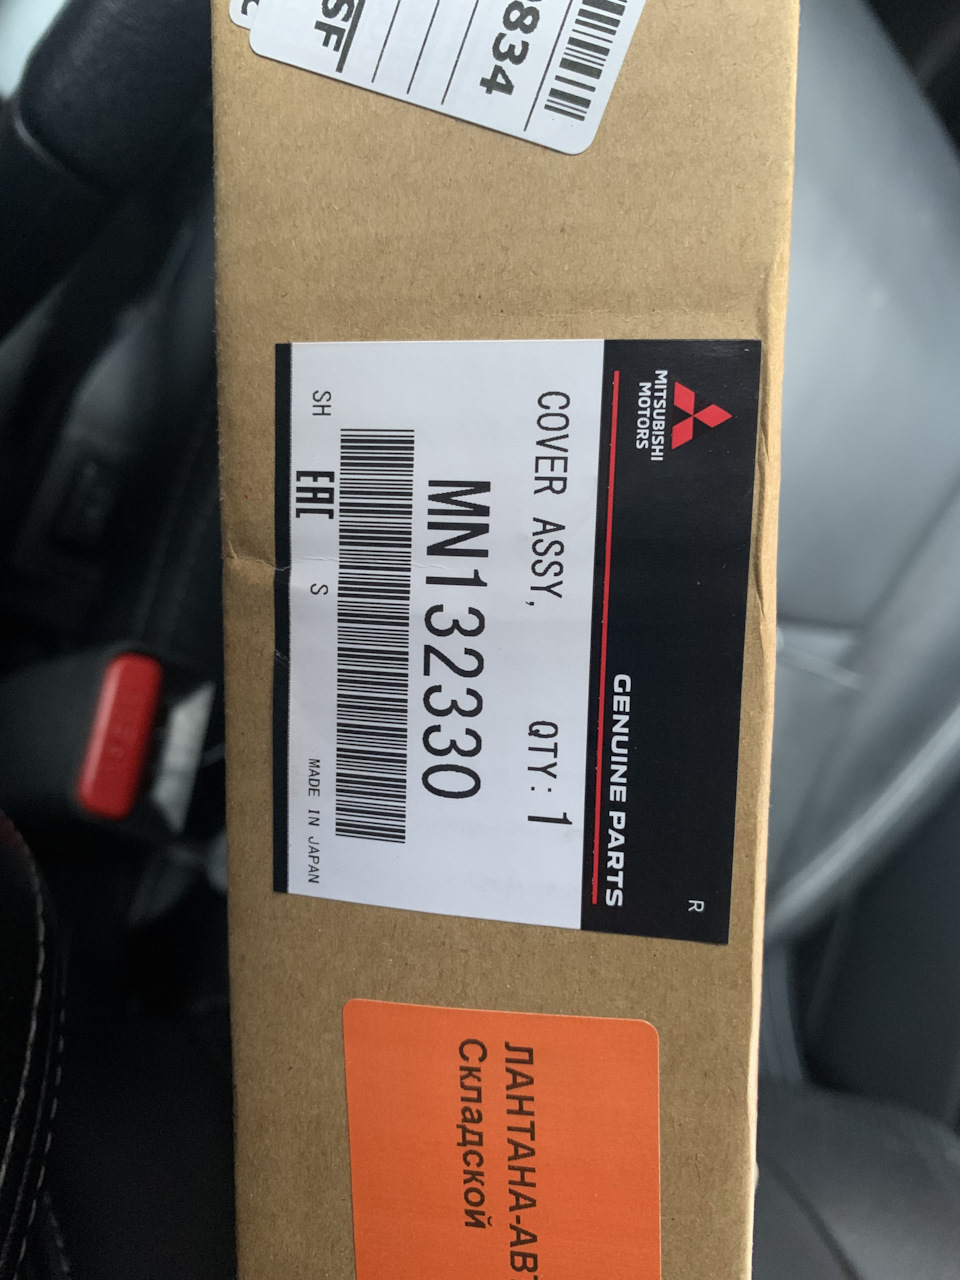 834
SF
MITSUBISHI
MOTORS
R
GENUINE PARTS
COVER ASSY, QTY: 1
MN132330
SH EAC S MADE IN JAPAN
ЛАНТАНА-АВТ
Складской